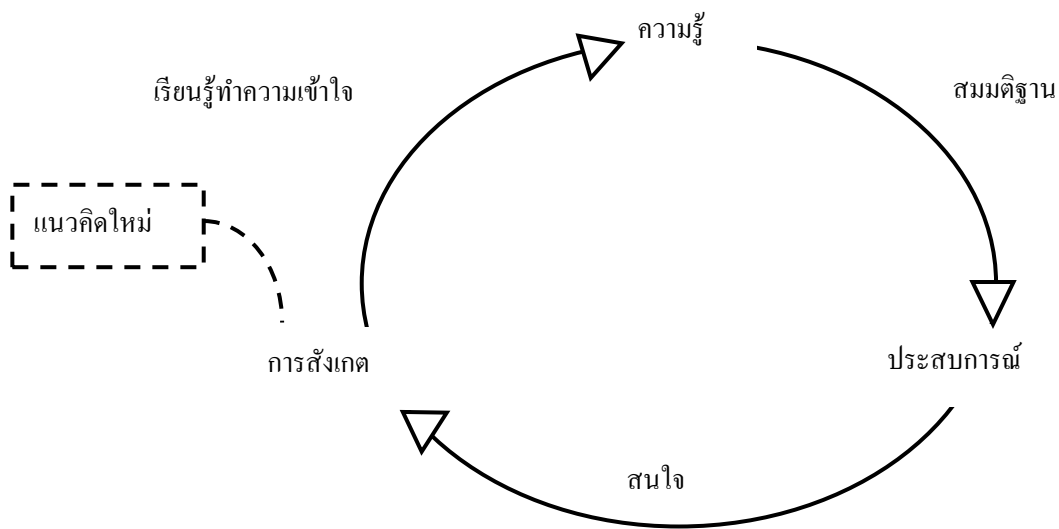 ความรู้
เรียนรู้ทำความเข้าใจ
สมมติฐาน
แนวคิดใหม่
การสังเกต
ประสบการณ์
สนใจ